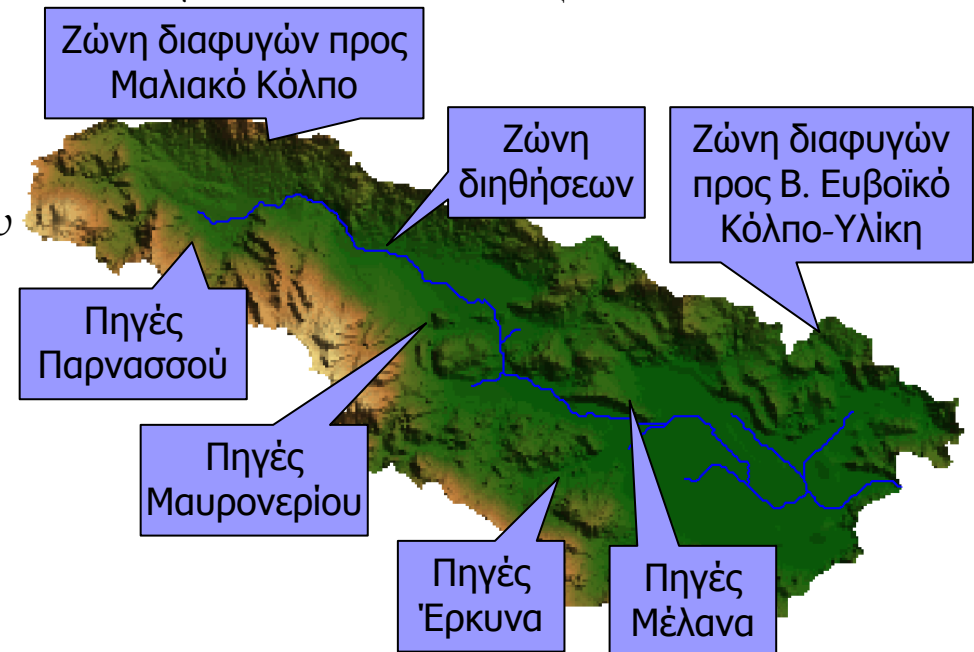 Ζώνη διαφυγών προς
Μαλιακό Κόλπο
Ζώνη
διηθήσεων
Ζώνη διαφυγών
προς Β. Ευβοϊκό
Κόλπο-Υλίκη
υ
Πηγές
Παρνασσού
Πηγές
Μαυρονερίου
Πηγές
Έρκυνα
Πηγές
Μέλανα